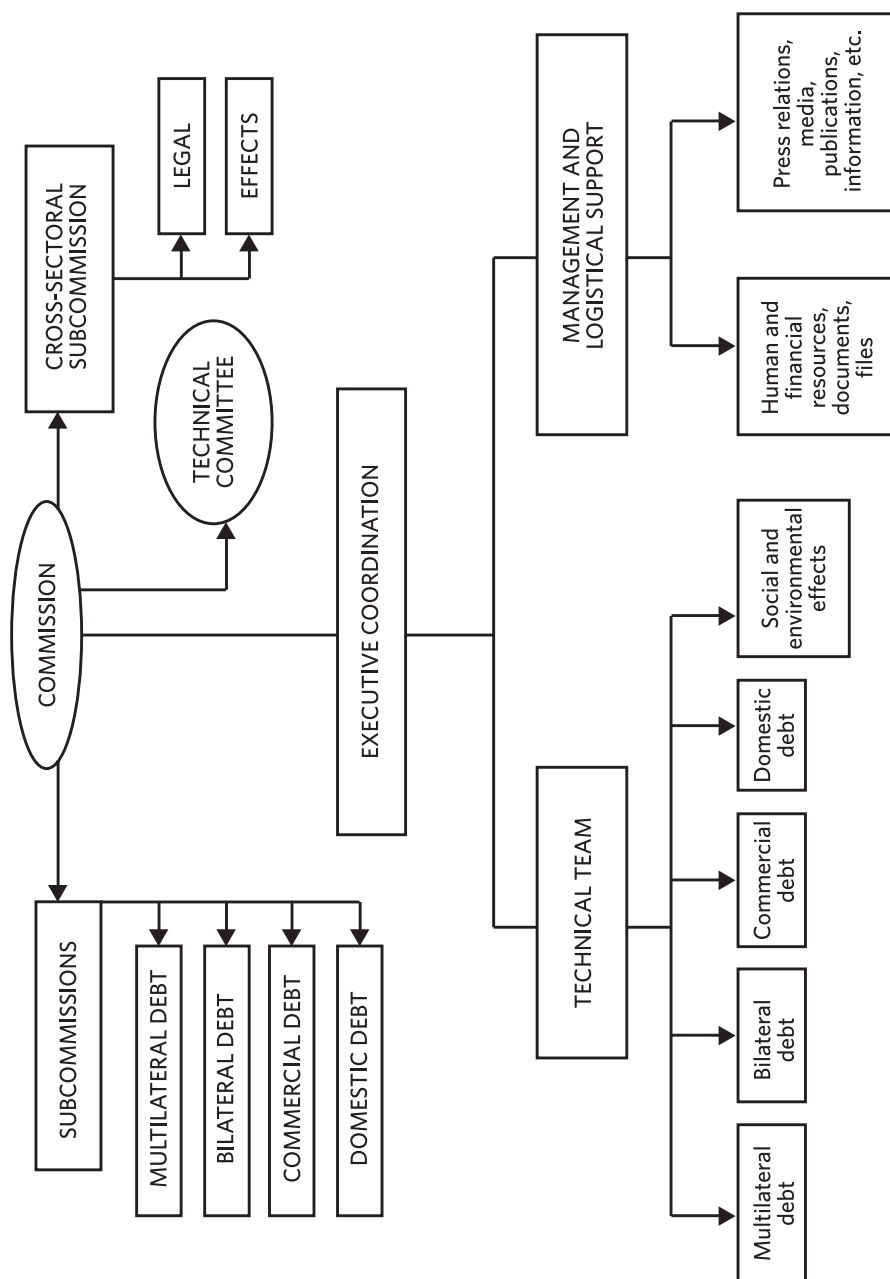 COMMISSION
SUBCOMMISSIONS
MULTILATERAL DEBT
BILATERAL DEBT
COMMERCIAL DEBT
DOMESTIC DEBT
CROSS-SECTORAL
SUBCOMMISSION
LEGAL
EFFECTS
TECHNICAL
COMMITTEE
EXECUTIVE COORDINATION
TECHNICAL TEAM
Multilateral
debt
Bilateral
debt
Commercial
debt
Domestic
debt
Social and
environmental
effects
MANAGEMENT AND
LOGISTICAL SUPPORT
Human and
financial
resources,
documents,
files
Press relations,
media,
publications,
information, etc.